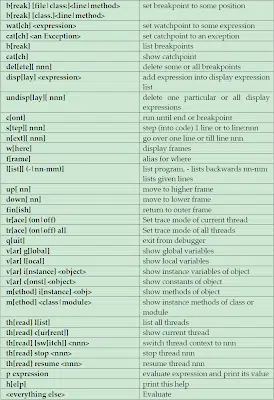 b[reak] [file|class:]<line|method> set breakpoint to some position
b[reak] [class.]<line|method>
wat[ch] <expression> set watchpoint to some expression
cat[ch] <an Exception> set catchpoint to an exception
b[reak] list breakpoints
cat[ch] show catchpoint
del[ete][ nnn] delete some or all breakpoints
disp[lay] <expression> add expression into display expression
list
undisp[lay][ nnn] delete one particular or all display
expressions
c[ont] run until end or breakpoint
s[tep][ nnn] step (into code) 1 line or to line nnn
n[ext][ nnn] go over one line or till line nnn
w[here] display frames
f[rame] alias for where
l[ist][ (-|nn-mm)] list program, - lists backwards nn-mm
lists given lines
up[ nn] move to higher frame
down[ nn] move to lower frame
fin[ish] return to outer frame
tr[ace] (on|off) Set trace mode of current thread
tr[ace] (on|off) all Set trace mode of all threads
q[uit] exit from debugger
v[ar] g[lobal] show global variables
v[ar] l[ocal] show local variables
v[ar] i[nstance] <object> show instance variables of object
v[ar] c[onst] <object> show constants of object
m[ethod] i[nstance] <obj> show methods of object
m[ethod] <class|module> show instance methods of class or
module
th[read] l[ist] list all threads
th[read] c[ur[rent]] show current thread
th[read] [sw[itch]] <nnn> switch thread context to nnn
th[read] stop <nnn> stop thread nnn
th[read] resume <nnn> resume thread nnn
p expression evaluate expression and print its value
h[elp] print this help
<everything else> Evaluate